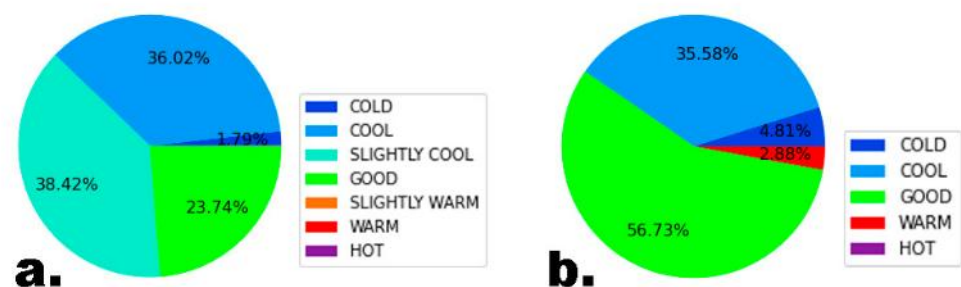 36.02%
1.79%
38.42%
23.74%
COLD
COOL
SLIGHTLY COOL
GOOD
SLIGHTLY WARM
WARM
HOT
a.
35.58%
4.81%
2.88%
56.73%
COLD
COOL
GOOD
WARM
HOT
b.